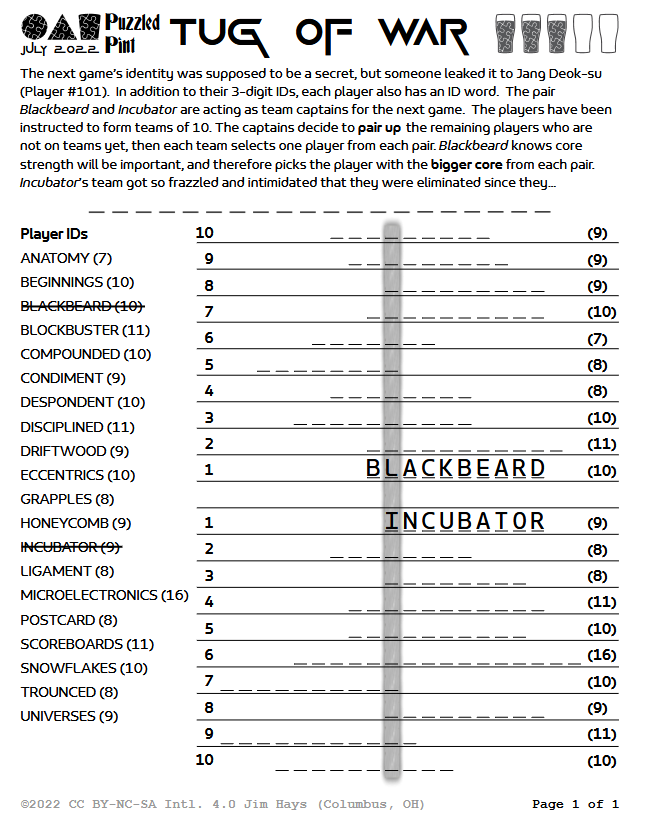 JULY 2022
Puzzled
Pint
TUG OF WAR
The next game's identity was supposed to be a secret, but someone leaked it to Jang Deok-su
(Player #101). In addition to their 3-digit IDs, each player also has an ID word. The pair
Blackbeard and Incubator are acting as team captains for the next game. The players have been
instructed to form teams of 10. The captains decide to pair up the remaining players who are
not on teams yet, then each team selects one player from each pair. Blackbeard knows core
strength will be important, and therefore picks the player with the bigger core from each pair.
Incubator's team got so frazzled and intimidated that they were eliminated since they...
Player IDs
ANATOMY (7)
BEGINNINGS (10)
BLACKBEARD (10)
BLOCKBUSTER (11)
COMPOUNDED (10)
CONDIMENT (9)
DESPONDENT (10)
DISCIPLINED (11)
DRIFTWOOD (9)
ECCENTRICS (10)
GRAPPLES (8)
HONEYCOMB (9)
INCUBATOR (9)
LIGAMENT (8)
MICROELECTRONICS (16)
POSTCARD (8)
SCOREBOARDS (11)
SNOWFLAKES (10)
TROUNCED (8)
UNIVERSES (9)
10 (9)
9 (9)
8 (9)
7 (10)
6 (7)
5 (8)
4 (8)
3 (10)
2 (11)
1 BLACKBEARD (10)
1 INCUBATOR (9)
2 (8)
3 (8)
4 (11)
5 (10)
6 (16)
7 (10)
8 (9)
9 (11)
10 (10)
©2022 CC BY-NC-SA Intl. 4.0 Jim Hays (Columbus, OH)
Page 1 of 1